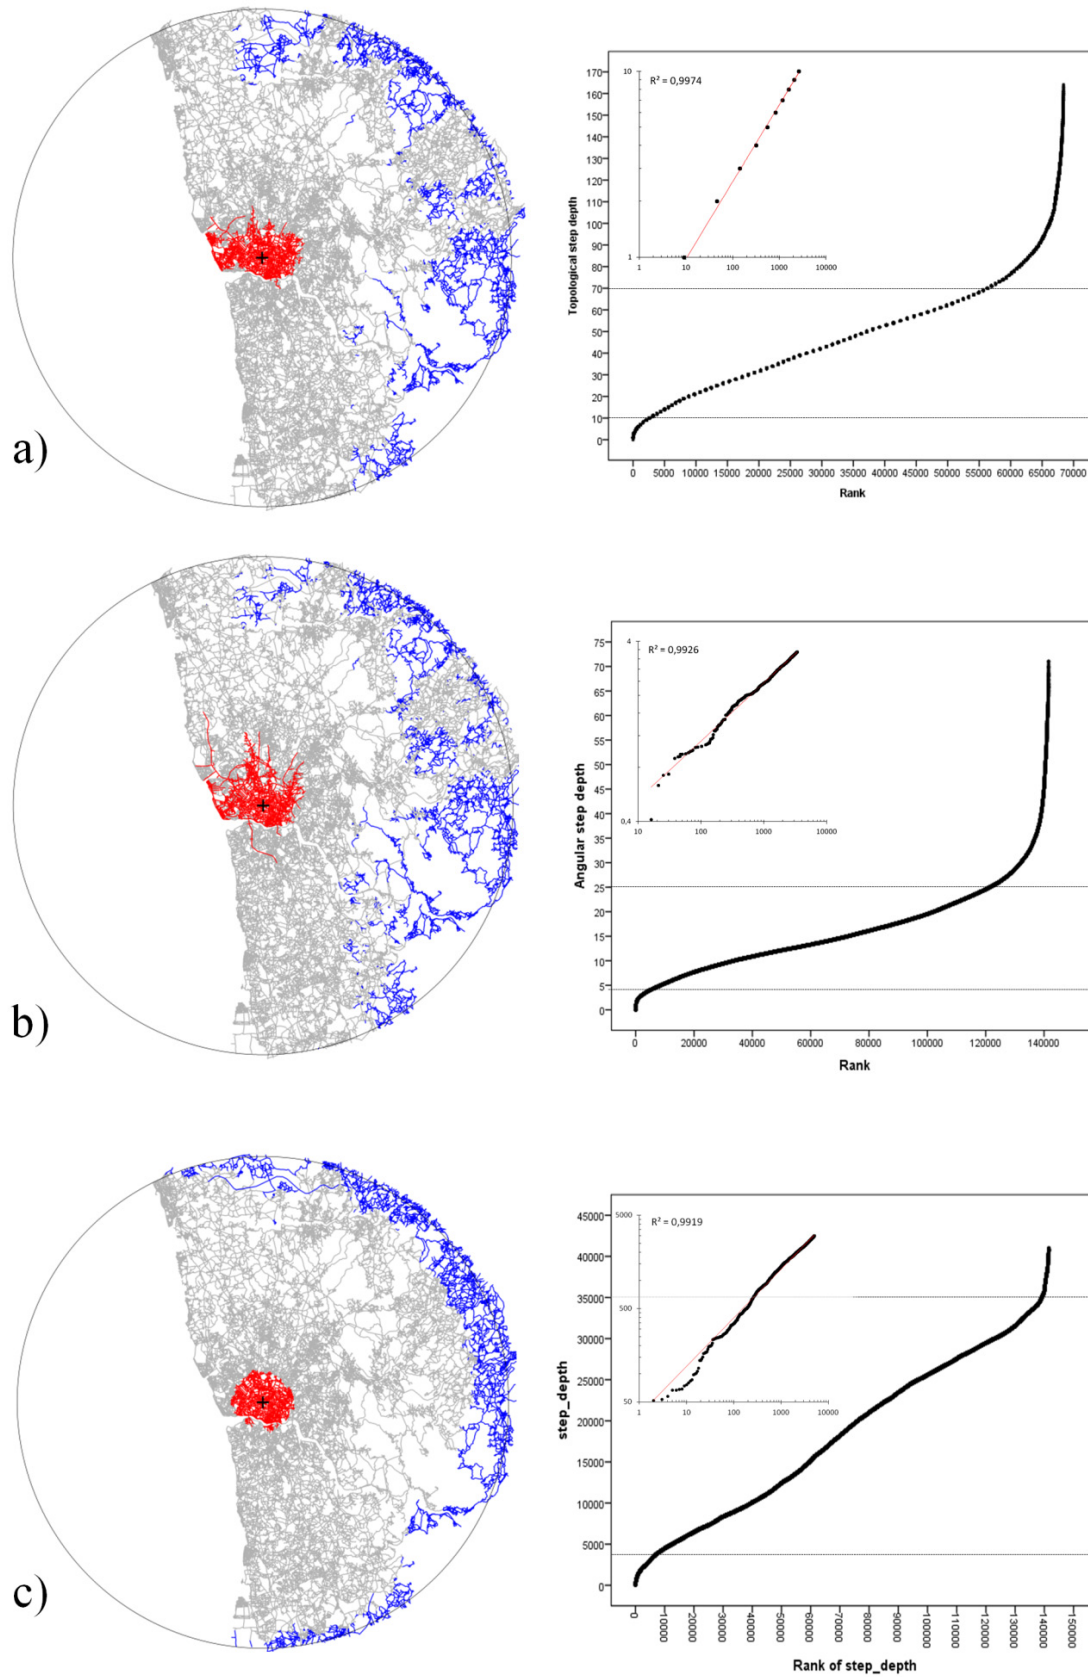 a)
R² = 0,9974
10
1
1 10 100 1000 10000
Topological step depth
170
160
150
140
130
120
110
100
90
80
70
60
50
40
30
20
10
0
0 5000 10000 15000 20000 25000 30000 35000 40000 45000 50000 55000 60000 65000 70000
Rank
b)
R² = 0,9926
4
0,4
10 100 1000 10000
Angular step depth
75
70
65
60
55
50
45
40
35
30
25
20
15
10
5
0
0 20000 40000 60000 80000 100000 120000 140000
Rank
c)
R² = 0,9919
5000
500
50
1 10 100 1000 10000
step_depth
45000
40000
35000
30000
25000
20000
15000
10000
5000
0
0 10000 20000 30000 40000 50000 60000 70000 80000 90000 100000 110000 120000 130000 140000 150000
Rank of step_depth